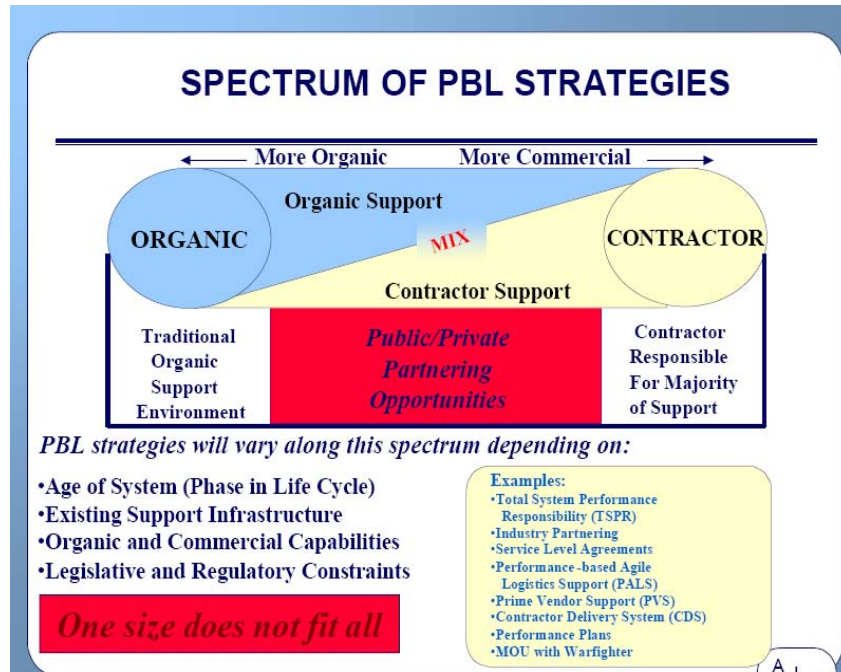 SPECTRUM OF PBL STRATEGIES
More Organic More Commercial
Organic Support
ORGANIC
MIX
CONTRACTOR
Contractor Support
Traditional
Organic
Support
Environment
Public/Private
Partnering
Opportunities
Contractor
Responsible
For Majority
of Support
PBL strategies will vary along this spectrum depending on:
•Age of System (Phase in Life Cycle)
•Existing Support Infrastructure
•Organic and Commercial Capabilities
•Legislative and Regulatory Constraints
One size does not fit all
Examples:
•Total System Performance
Responsibility (TSPR)
•Industry Partnering
•Service Level Agreements
•Performance-based Agile
Logistics Support (PALS)
•Prime Vendor Support (PVS)
•Contractor Delivery System (CDS)
•Performance Plans
•MOU with Warfighter